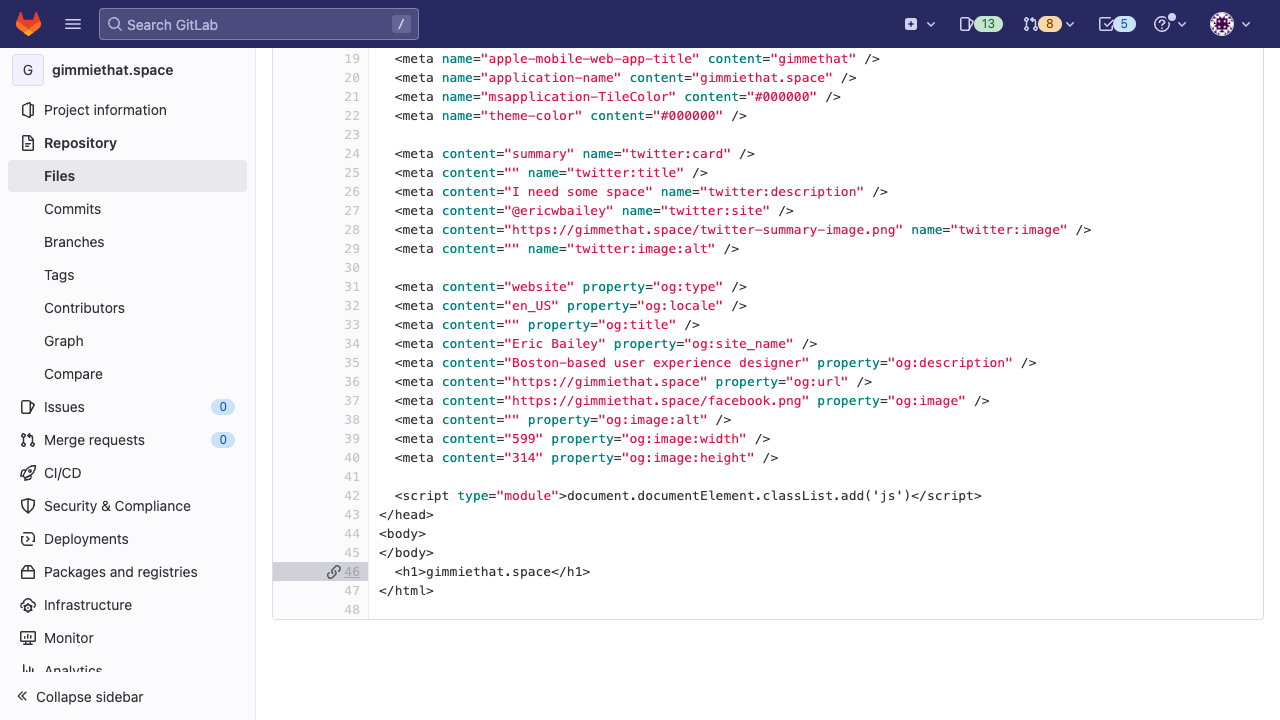 Search GitLab /
13
8
5
G gimmiethat.space
Project information
Repository
Files
Commits
Branches
Tags
Contributors
Graph
Compare
Issues 0
Merge requests 0
CI/CD
Security & Compliance
Deployments
Packages and registries
Infrastructure
Monitor
Analytics
Collapse sidebar
19 <meta name="apple-mobile-web-app-title" content="gimmethat" />
20 <meta name="application-name" content="gimmiethat.space" />
21 <meta name="msapplication-TileColor" content="#000000" />
22 <meta name="theme-color" content="#000000" />
23
24 <meta content="summary" name="twitter:card" />
25 <meta content="" name="twitter:title" />
26 <meta content="I need some space" name="twitter:description" />
27 <meta content="@ericwbailey" name="twitter:site" />
28 <meta content="https://gimmethat.space/twitter-summary-image.png" name="twitter:image" />
29 <meta content="" name="twitter:image:alt" />
30
31 <meta content="website" property="og:type" />
32 <meta content="en_US" property="og:locale" />
33 <meta content="" property="og:title" />
34 <meta content="Eric Bailey" property="og:site_name" />
35 <meta content="Boston-based user experience designer" property="og:description" />
36 <meta content="https://gimmiethat.space" property="og:url" />
37 <meta content="https://gimmiethat.space/facebook.png" property="og:image" />
38 <meta content="" property="og:image:alt" />
39 <meta content="599" property="og:image:width" />
40 <meta content="314" property="og:image:height" />
41
42 <script type="module">document.documentElement.classList.add('js')</script>
43 </head>
44 <body>
45 </body>
46 <h1>gimmiethat.space</h1>
47 </html>
48